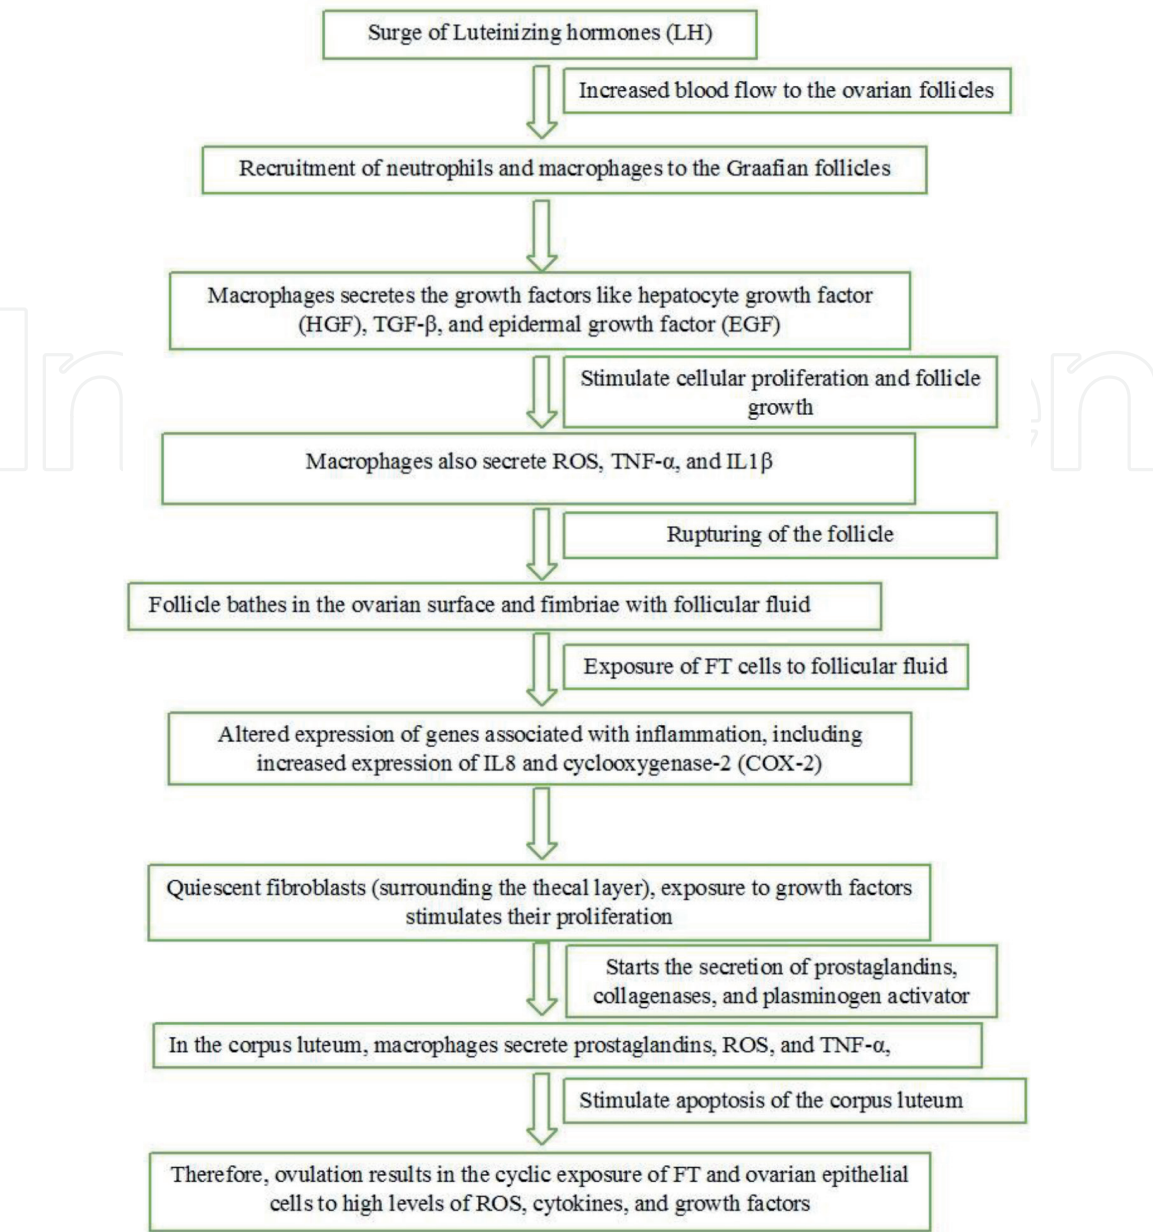 Surge of Luteinizing hormones (LH)
Increased blood flow to the ovarian follicles
Recruitment of neutrophils and macrophages to the Graafian follicles
Macrophages secretes the growth factors like hepatocyte growth factor
(HGF), TGF-β, and epidermal growth factor (EGF)
Stimulate cellular proliferation and follicle
growth
Macrophages also secrete ROS, TNF-α, and IL1β
Rupturing of the follicle
Follicle bathes in the ovarian surface and fimbriae with follicular fluid
Exposure of FT cells to follicular fluid
Altered expression of genes associated with inflammation, including
increased expression of IL8 and cyclooxygenase-2 (COX-2)
Quiescent fibroblasts (surrounding the thecal layer), exposure to growth factors
stimulates their proliferation
Starts the secretion of prostaglandins,
collagenases, and plasminogen activator
In the corpus luteum, macrophages secrete prostaglandins, ROS, and TNF-α,
Stimulate apoptosis of the corpus luteum
Therefore, ovulation results in the cyclic exposure of FT and ovarian epithelial
cells to high levels of ROS, cytokines, and growth factors